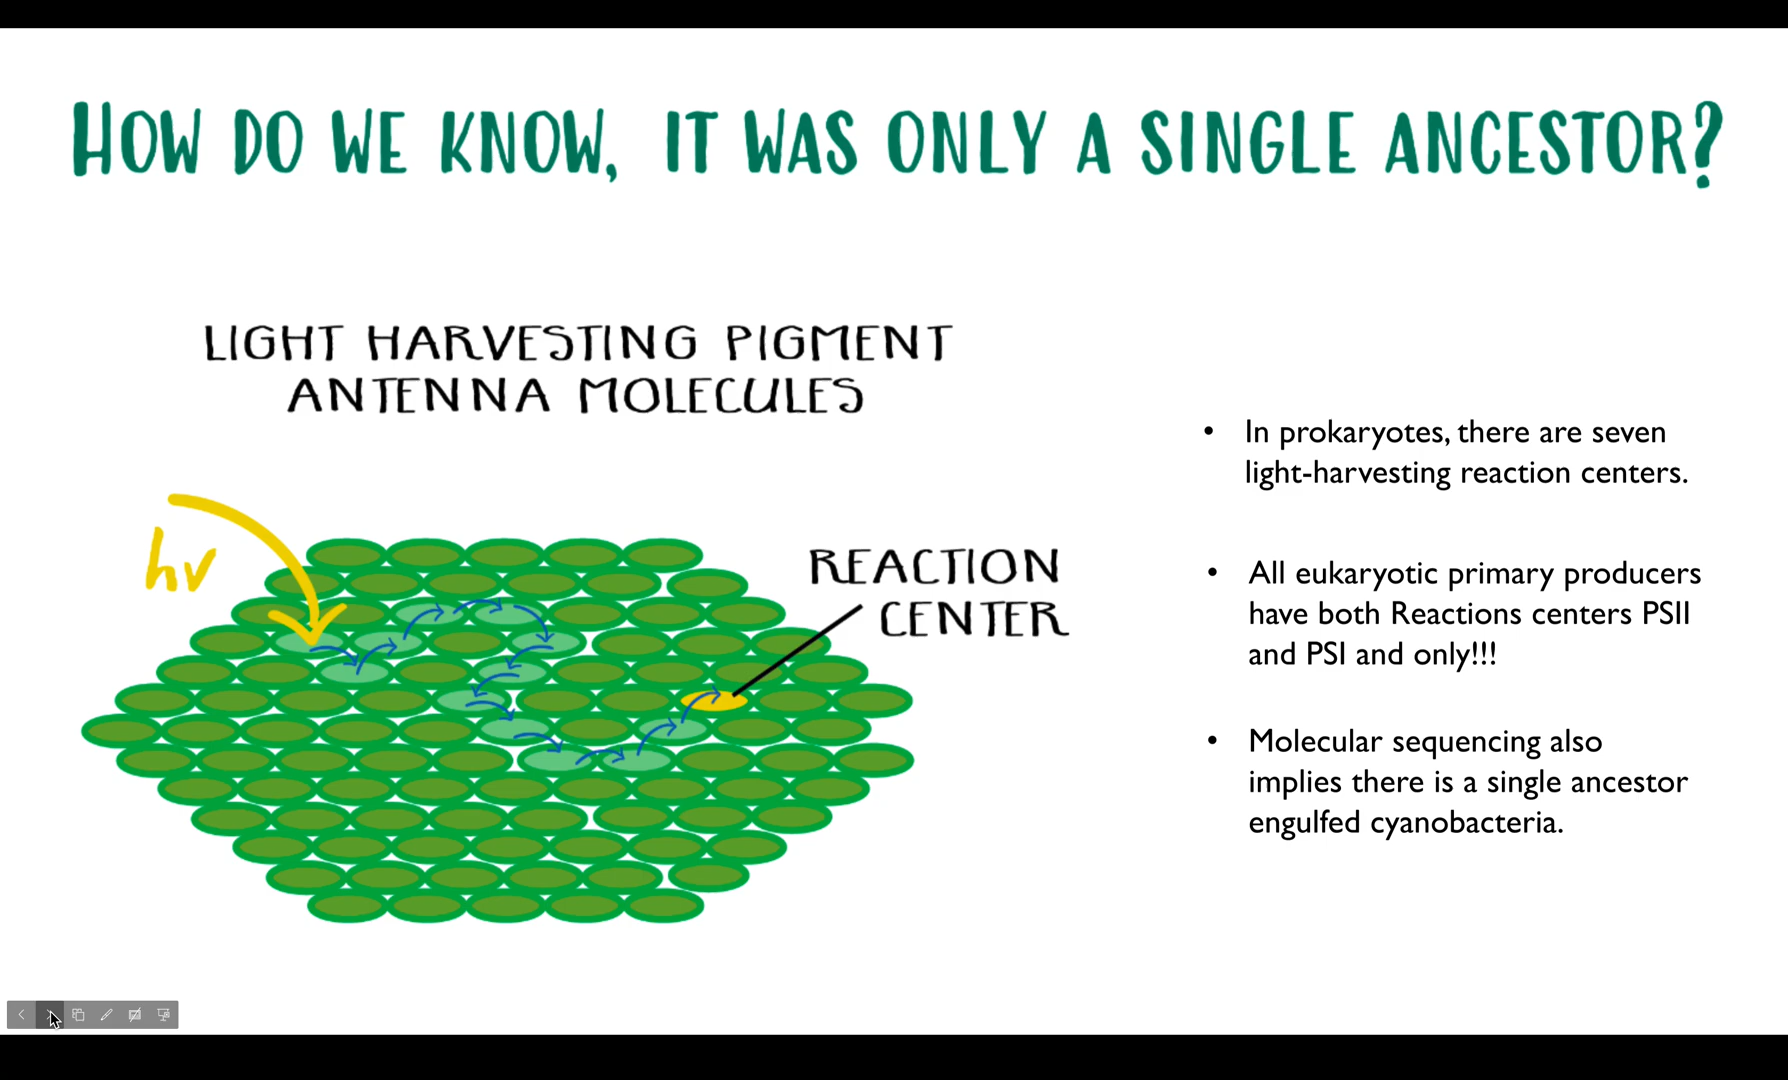 HOW DO WE KNOW, IT WAS ONLY A SINGLE ANCESTOR?
LIGHT HARVESTING PIGMENT
ANTENNA MOLECULES
hv
REACTION
CENTER
• In prokaryotes, there are seven
light-harvesting reaction centers.
• All eukaryotic primary producers
have both Reactions centers PSII
and PSI and only!!!
• Molecular sequencing also
implies there is a single ancestor
engulfed cyanobacteria.